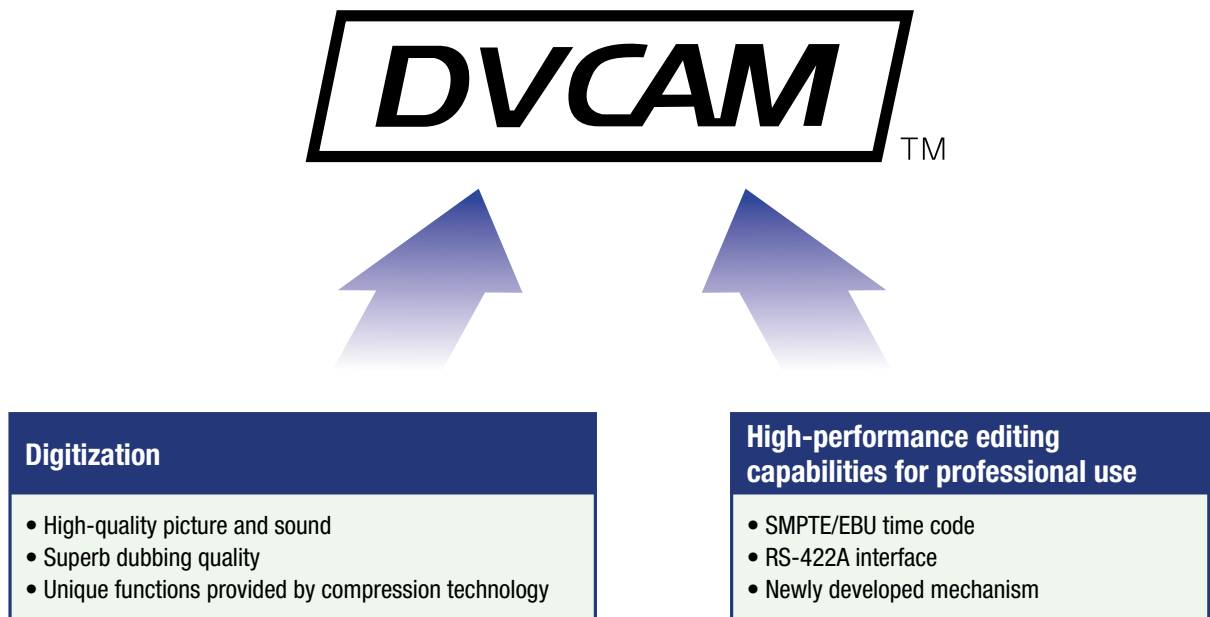 DVCAM
TM
Digitization
• High-quality picture and sound
• Superb dubbing quality
• Unique functions provided by compression technology
High-performance editing
capabilities for professional use
• SMPTE/EBU time code
• RS-422A interface
• Newly developed mechanism